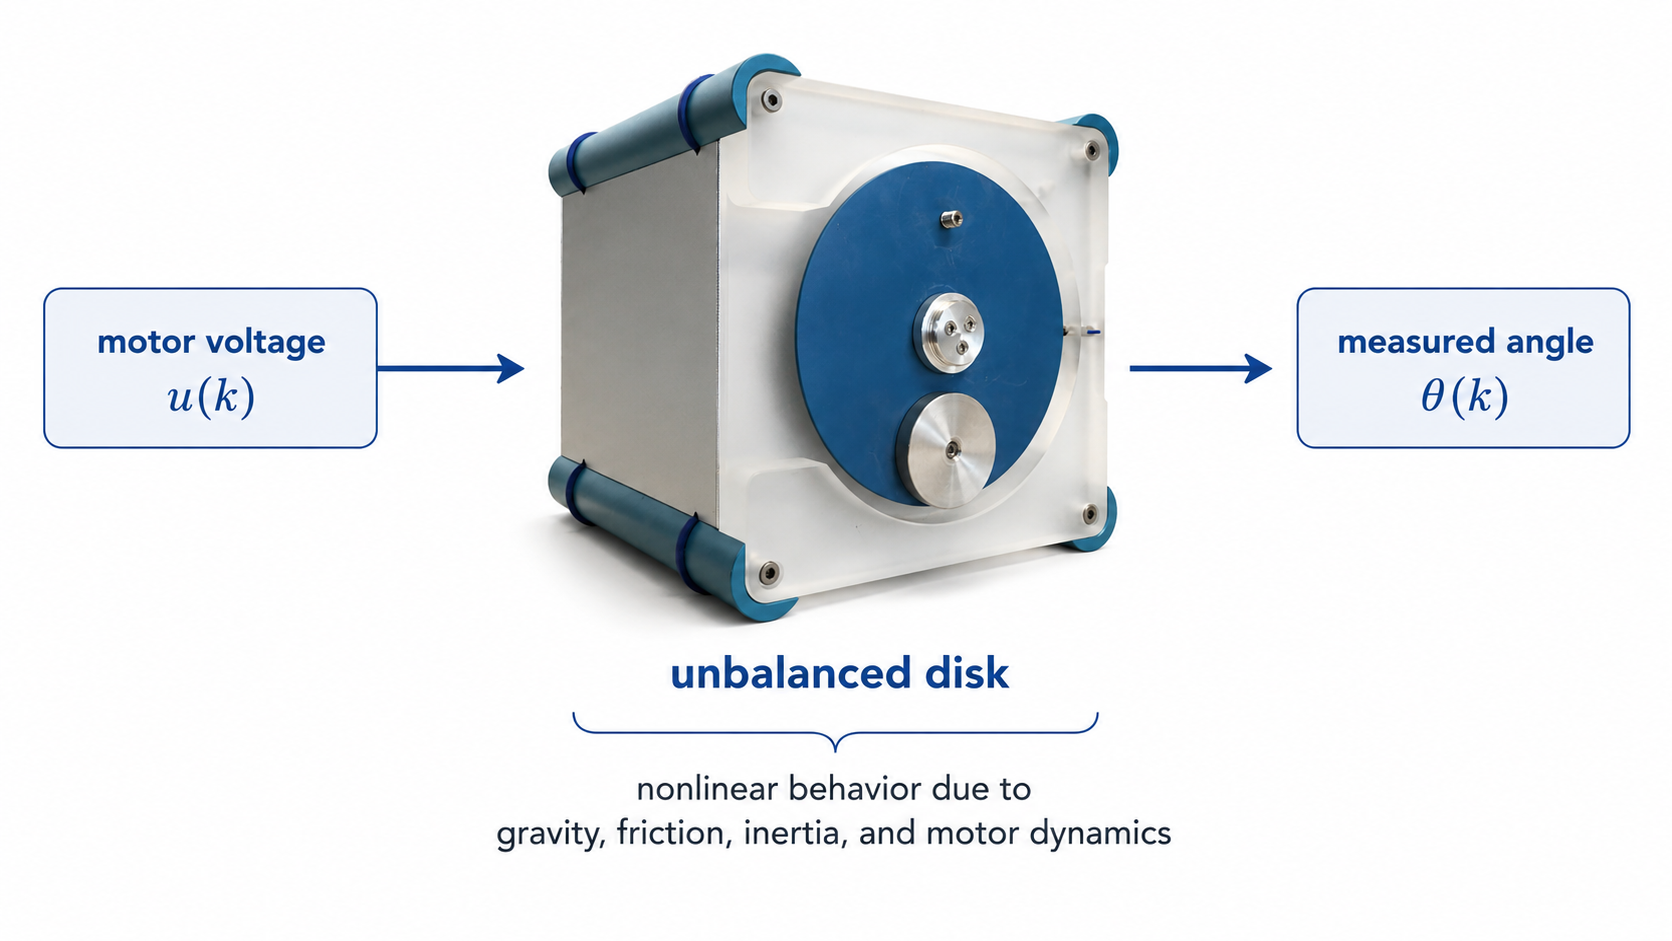 motor voltage
u(k)
measured angle
θ(k)
unbalanced disk
nonlinear behavior due to
gravity, friction, inertia, and motor dynamics